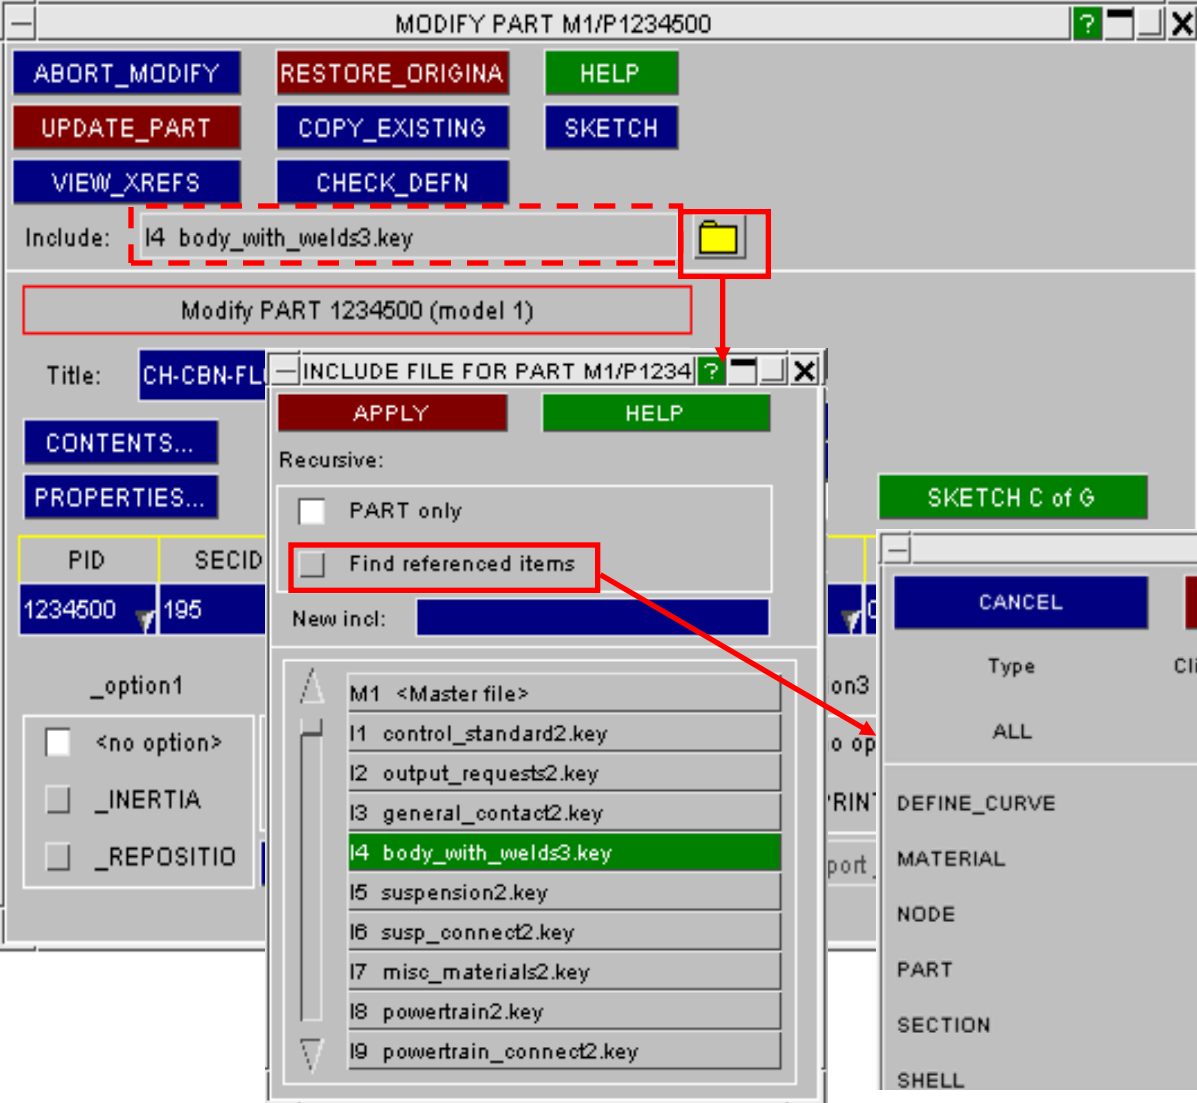 MODIFY PART M1/P1234500
?
ABORT_MODIFY RESTORE_ORIGINA HELP
UPDATE_PART COPY_EXISTING SKETCH
VIEW_XREFS CHECK_DEFN
Include: I4 body_with_welds3.key
Modify PART 1234500 (model 1)
Title: CH-CBN-FL
CONTENTS...
PROPERTIES...
SKETCH C of G
PID SECID
1234500 195
_option1
on3
<no option>
o op
_INERTIA
RIN
_REPOSITIO
port_
INCLUDE FILE FOR PART M1/P1234
?
APPLY HELP
Recursive:
PART only
Find referenced items
New incl:
M1 <Master file>
I1 control_standard2.key
I2 output_requests2.key
I3 general_contact2.key
I4 body_with_welds3.key
I5 suspension2.key
I6 susp_connect2.key
I7 misc_materials2.key
I8 powertrain2.key
I9 powertrain_connect2.key
CANCEL
Type Cli
ALL
DEFINE_CURVE
MATERIAL
NODE
PART
SECTION
SHELL